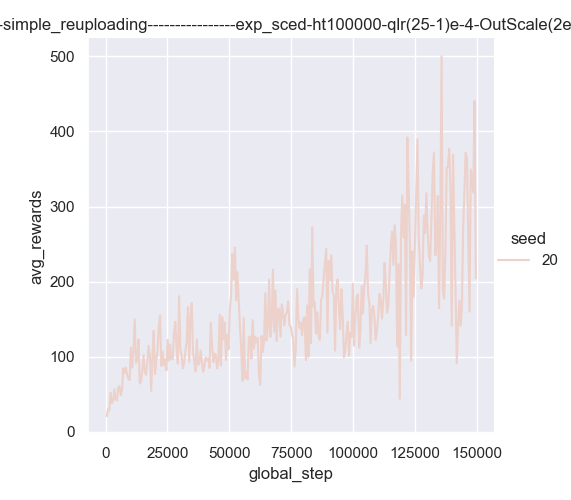 -simple_reuploading----------------exp_sced-ht100000-qlr(25-1)e-4-OutScale(2e
500
400
300
200
100
0
avg_rewards
seed
20
0 25000 50000 75000 100000 125000 150000
global_step